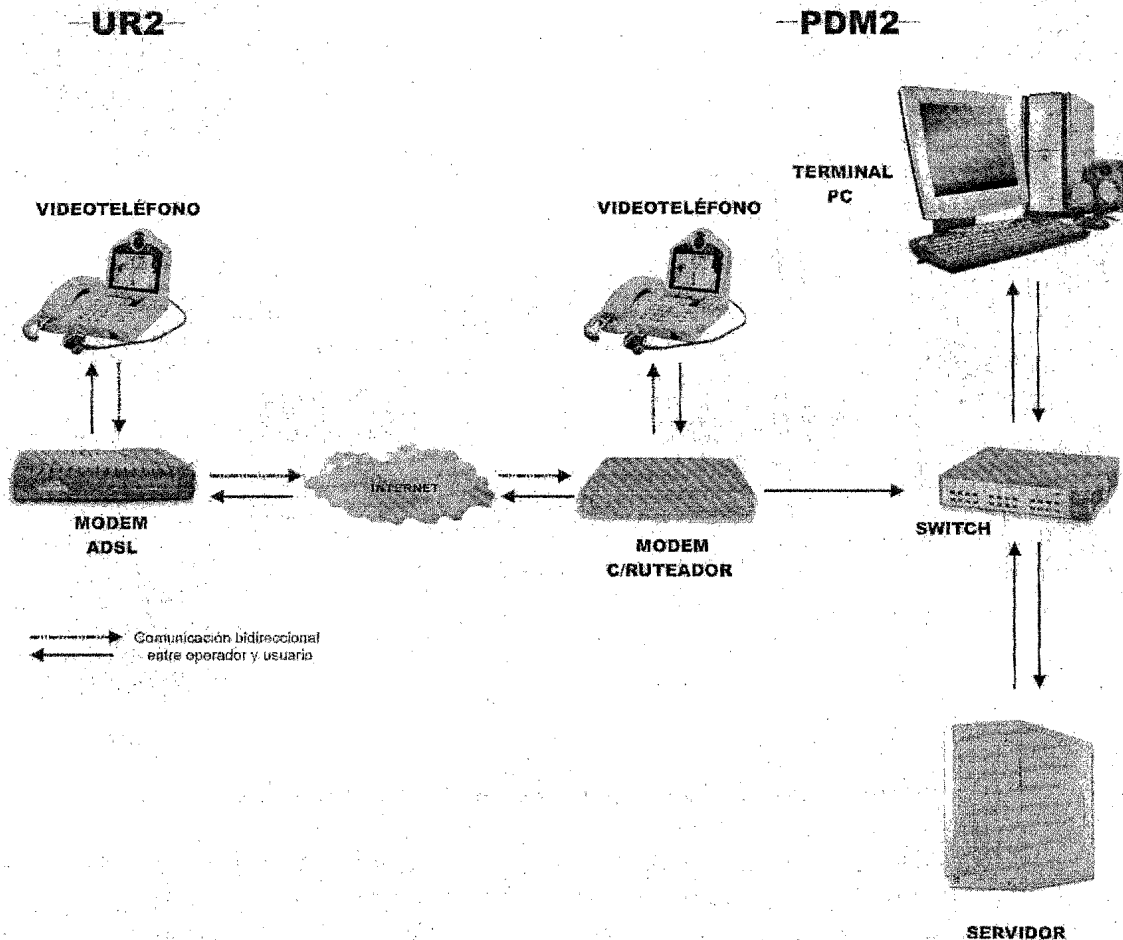 UR2
PDM2
TERMINAL
PC
VIDEOTELÉFONO
VIDEOTELÉFONO
INTERNET
MODEM
ADSL
MODEM
C/RUTEADOR
SWITCH
Comunicación bidireccional
entre operador y usuario
SERVIDOR